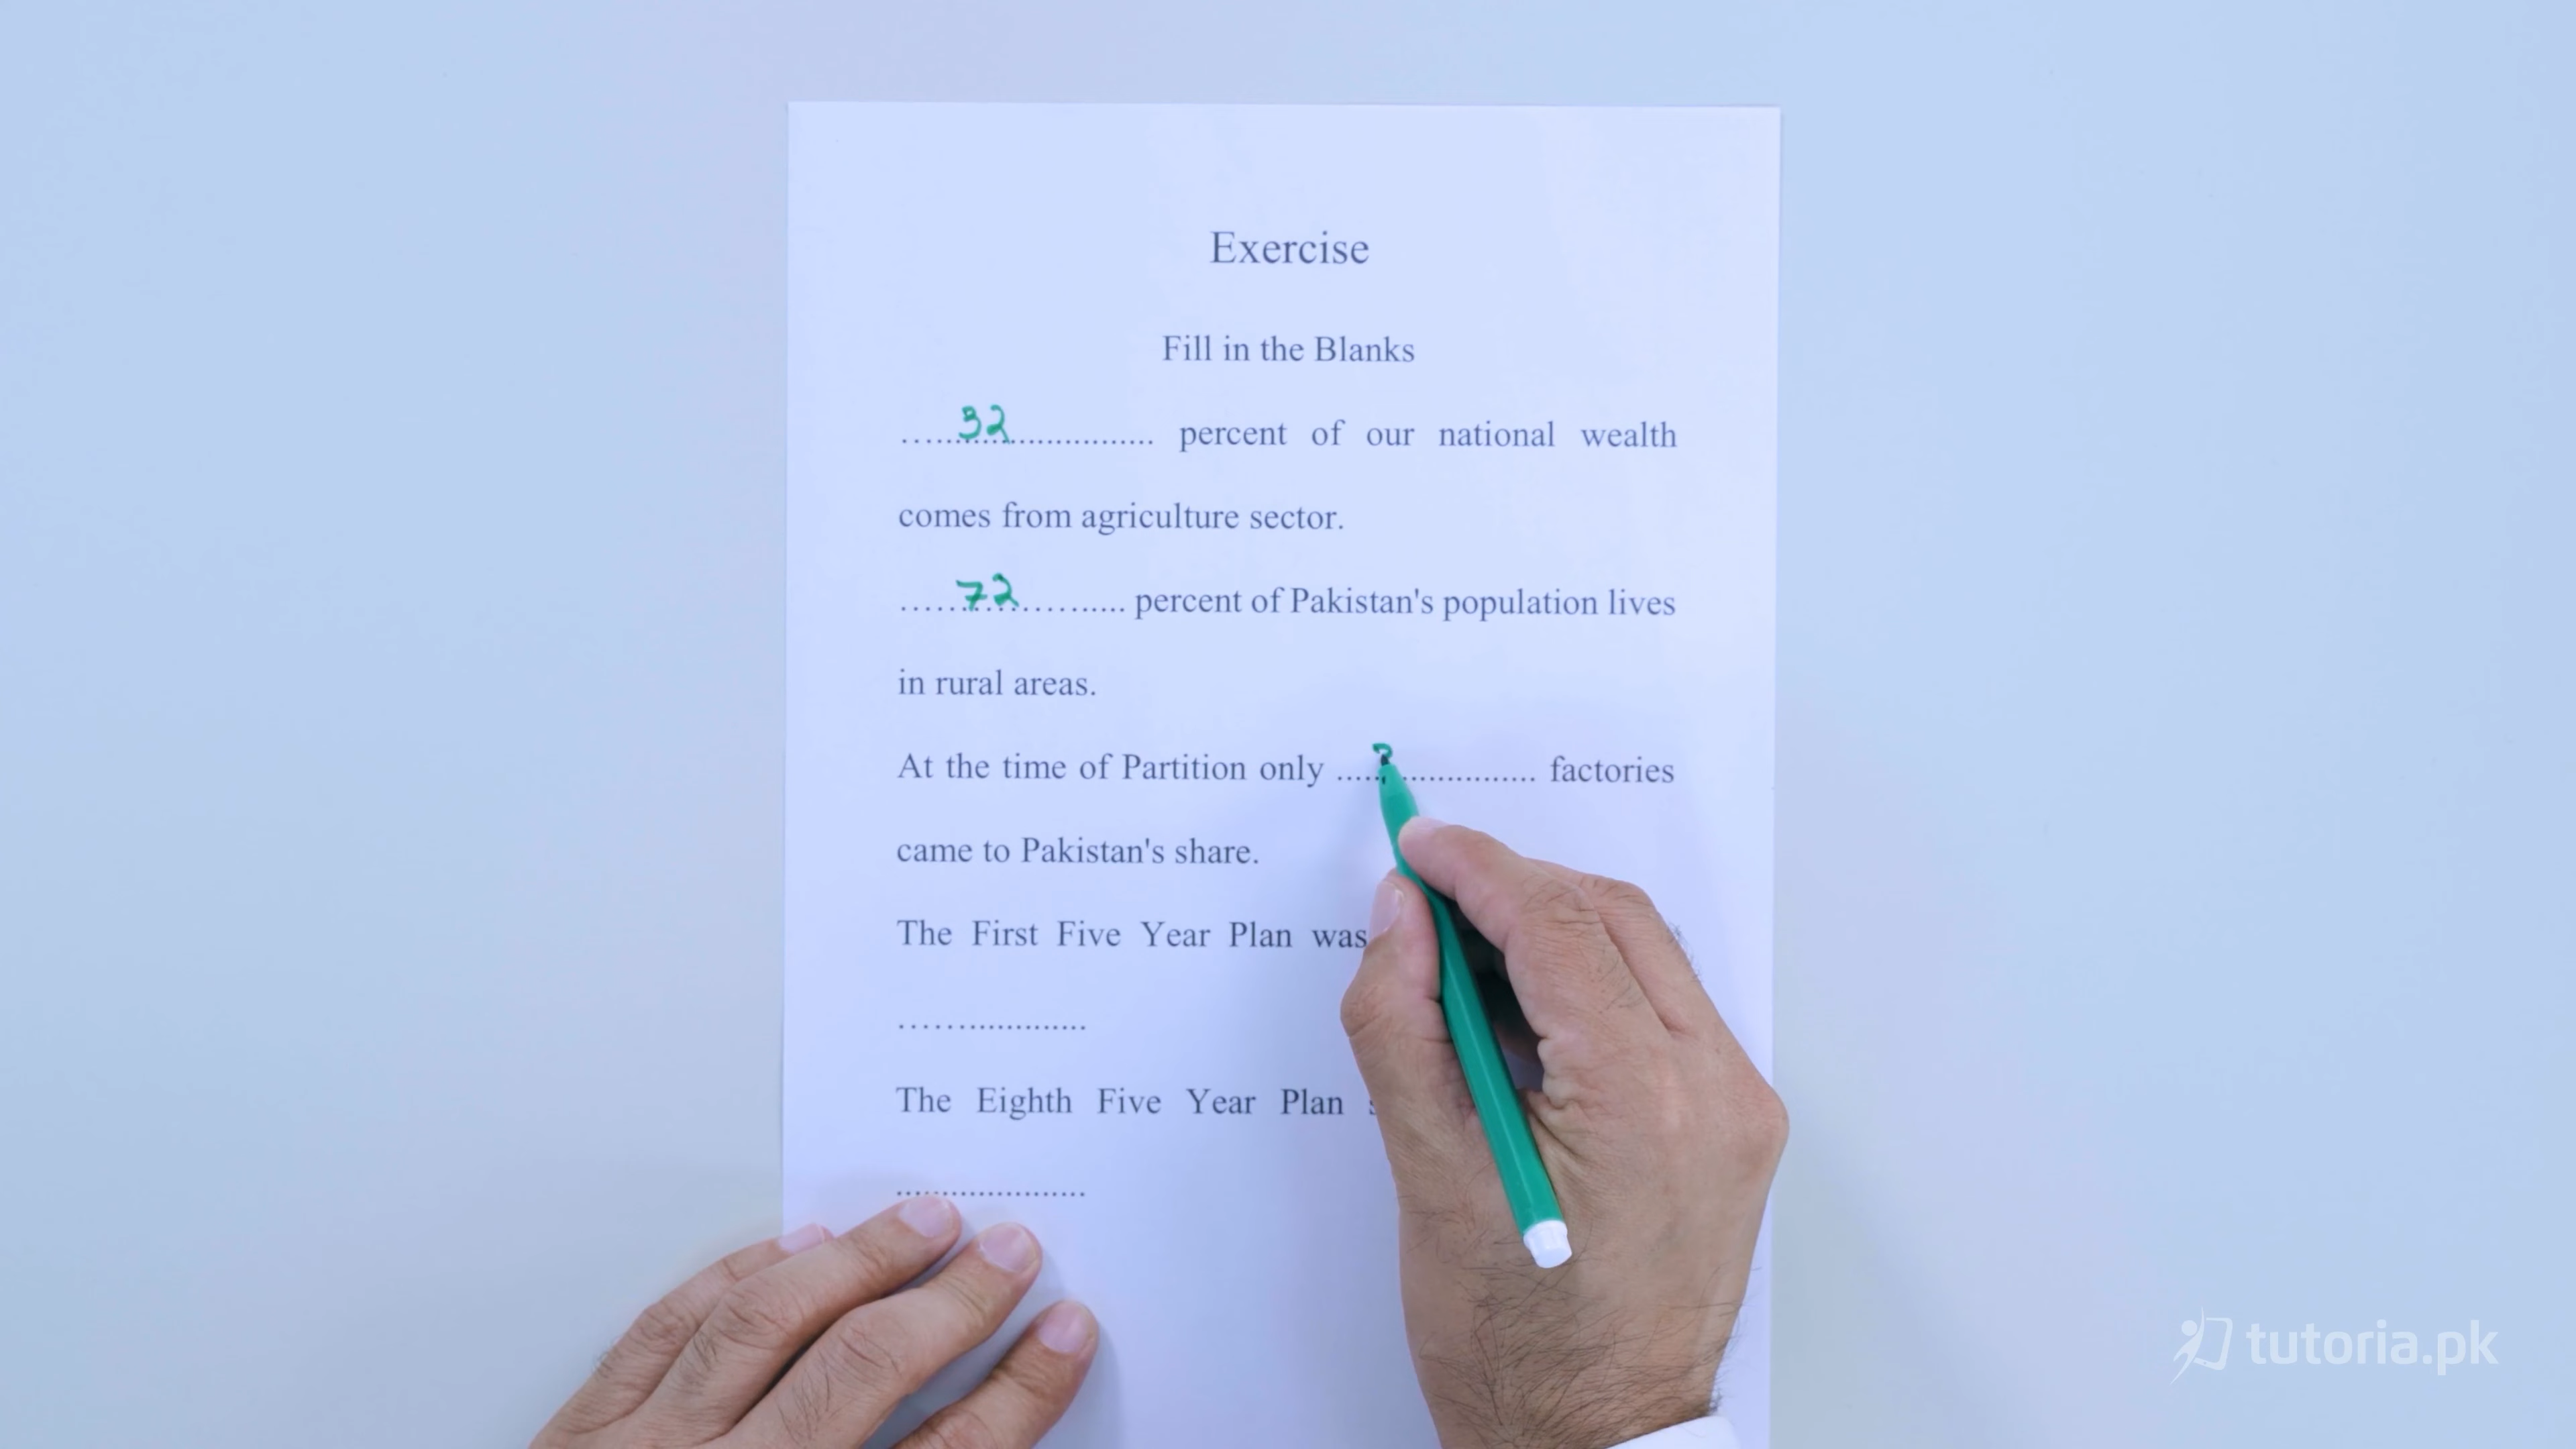 Exercise
Fill in the Blanks
......32...................... percent of our national wealth
comes from agriculture sector.
......72.................. percent of Pakistan's population lives
in rural areas.
At the time of Partition only ......................... factories
came to Pakistan's share.
The First Five Year Plan was
.....................
The Eighth Five Year Plan
.....................
tutoria.pk